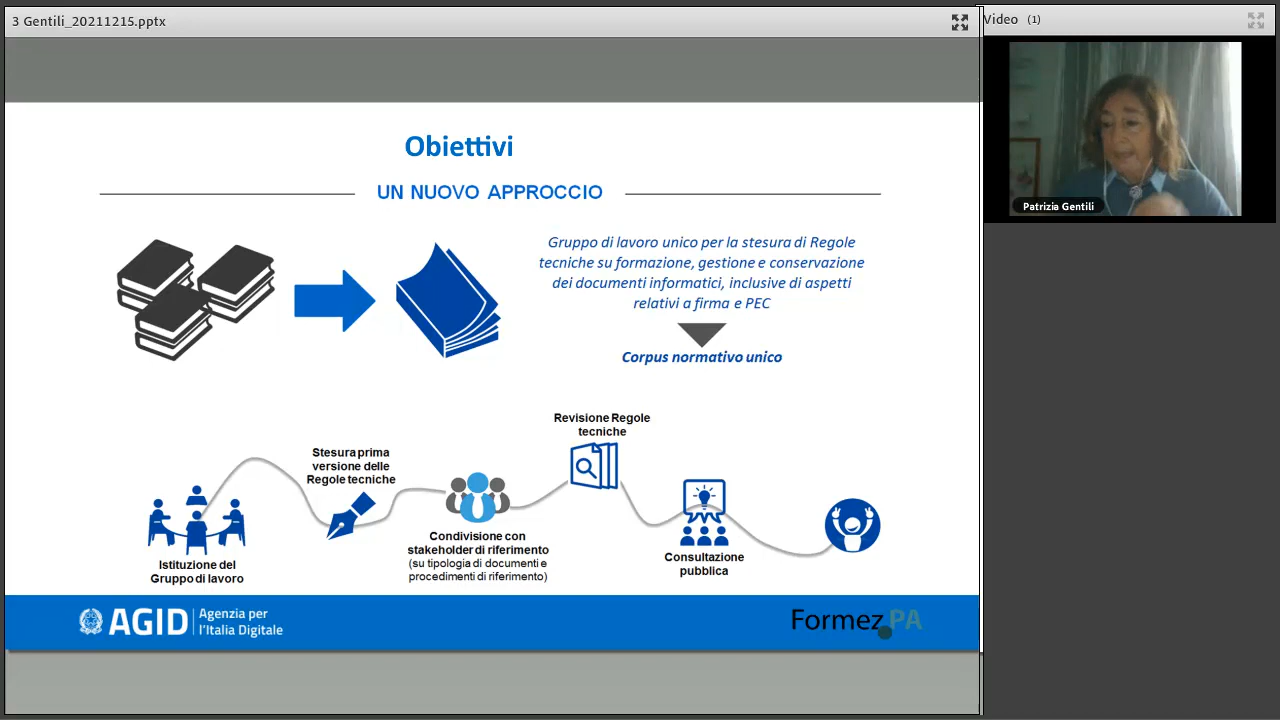 3 Gentili_20211215.pptx
Video (1)
Patrizia Gentili
Obiettivi
UN NUOVO APPROCCIO
Gruppo di lavoro unico per la stesura di Regole
tecniche su formazione, gestione e conservazione
dei documenti informatici, inclusive di aspetti
relativi a firma e PEC
Corpus normativo unico
Istituzione del
Gruppo di lavoro
Stesura prima
versione delle
Regole tecniche
Condivisione con
stakeholder di riferimento
(su tipologia di documenti e
procedimenti di riferimento)
Revisione Regole
tecniche
Consultazione
pubblica
AGID
Agenzia per
l'Italia Digitale
Formez PA